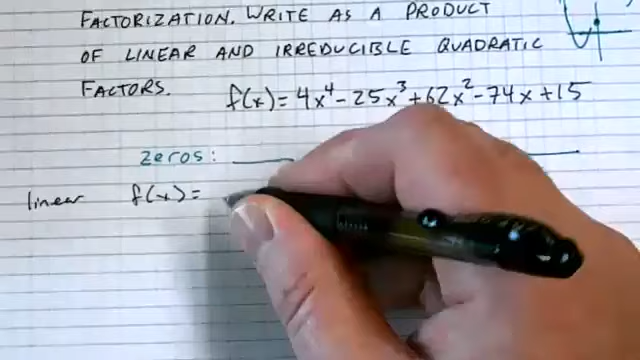 FACTORIZATION. WRITE AS A PRODUCT
OF LINEAR AND IRREDUCIBLE QUADRATIC
FACTORS. f(x) = 4x⁴ - 25x³ + 62x² - 74x + 15
zeros:
linear f(x) =